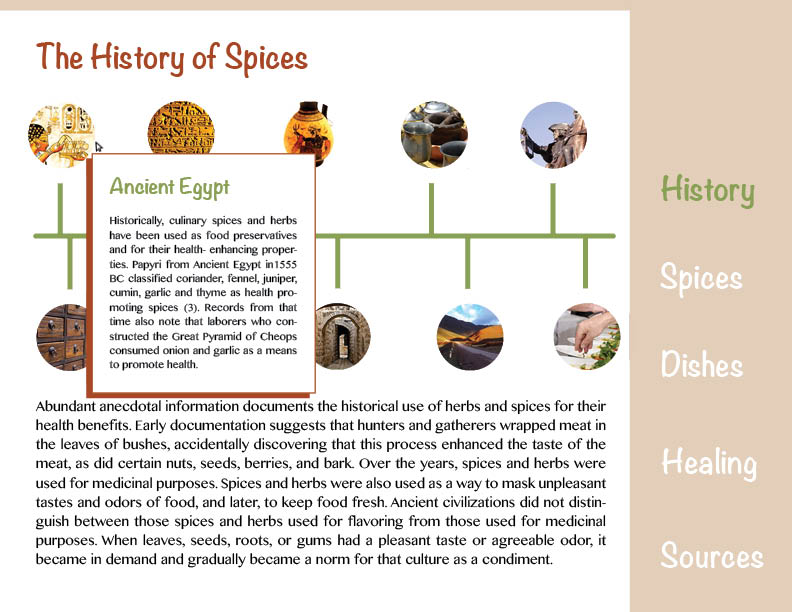 The History of Spices
Ancient Egypt
Historically, culinary spices and herbs
have been used as food preservatives
and for their health- enhancing proper-
ties. Papyri from Ancient Egypt in1555
BC classified coriander, fennel, juniper,
cumin, garlic and thyme as health pro-
moting spices (3). Records from that
time also note that laborers who con-
structed the Great Pyramid of Cheops
consumed onion and garlic as a means
to promote health.
Abundant anecdotal information documents the historical use of herbs and spices for their
health benefits. Early documentation suggests that hunters and gatherers wrapped meat in
the leaves of bushes, accidentally discovering that this process enhanced the taste of the
meat, as did certain nuts, seeds, berries, and bark. Over the years, spices and herbs were
used for medicinal purposes. Spices and herbs were also used as a way to mask unpleasant
tastes and odors of food, and later, to keep food fresh. Ancient civilizations did not distin-
guish between those spices and herbs used for flavoring from those used for medicinal
purposes. When leaves, seeds, roots, or gums had a pleasant taste or agreeable odor, it
became in demand and gradually became a norm for that culture as a condiment.
History
Spices
Dishes
Healing
Sources